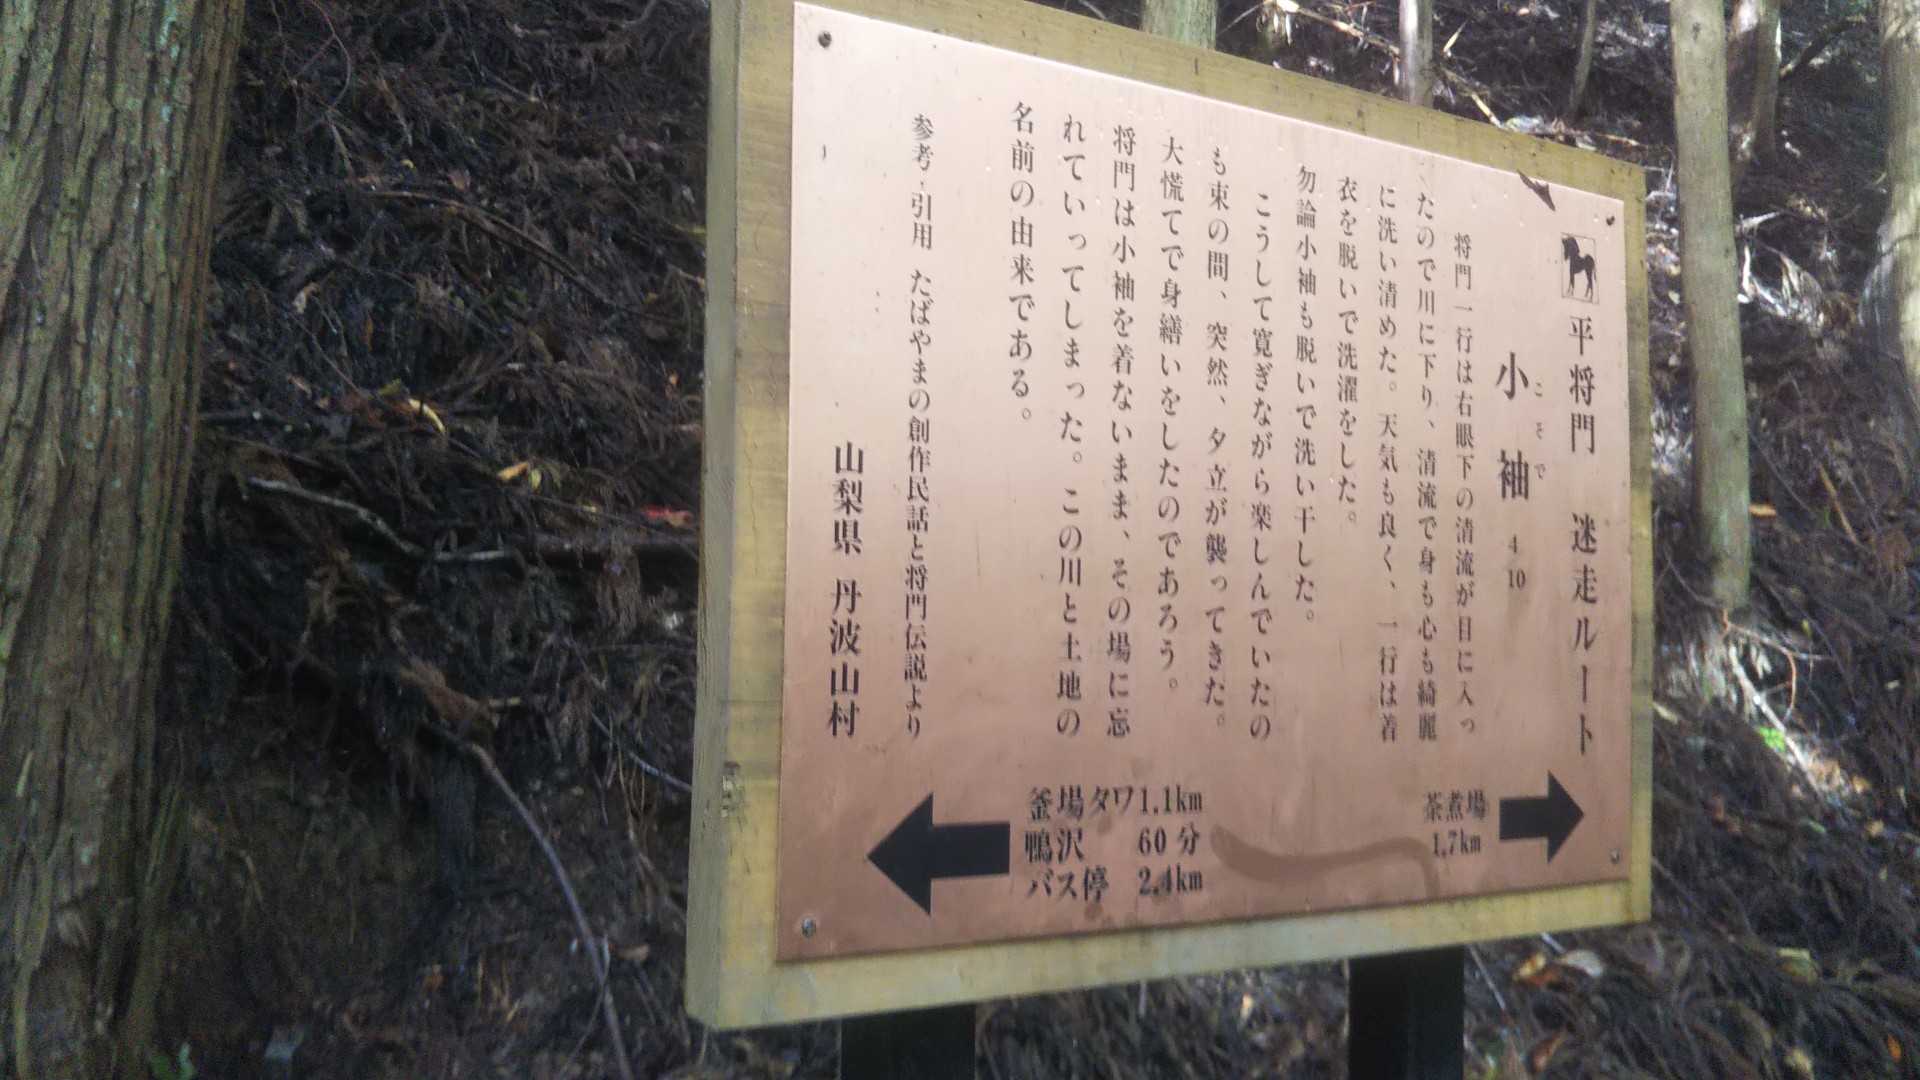 平将門 迷走ルート
小袖 4/10
こそで
将門一行は右眼下の清流が目に入っ
たので川に下り、清流で身も心も綺麗
に洗い清めた。天気も良く、一行は着
衣を脱いで洗濯をした。
勿論小袖も脱いで洗い干した。
こうして寛ぎながら楽しんでいたの
も束の間、突然、夕立が襲ってきた。
大慌てで身繕いをしたのであろう。
将門は小袖を着ないまま、その場に忘
れていってしまった。この川と土地の
名前の由来である。
参考・引用 たばやまの創作民話と将門伝説より
山梨県 丹波山村
釜場タワ1.1km
鴨沢 60分
バス停 2.4km
茶煮場
1.7km